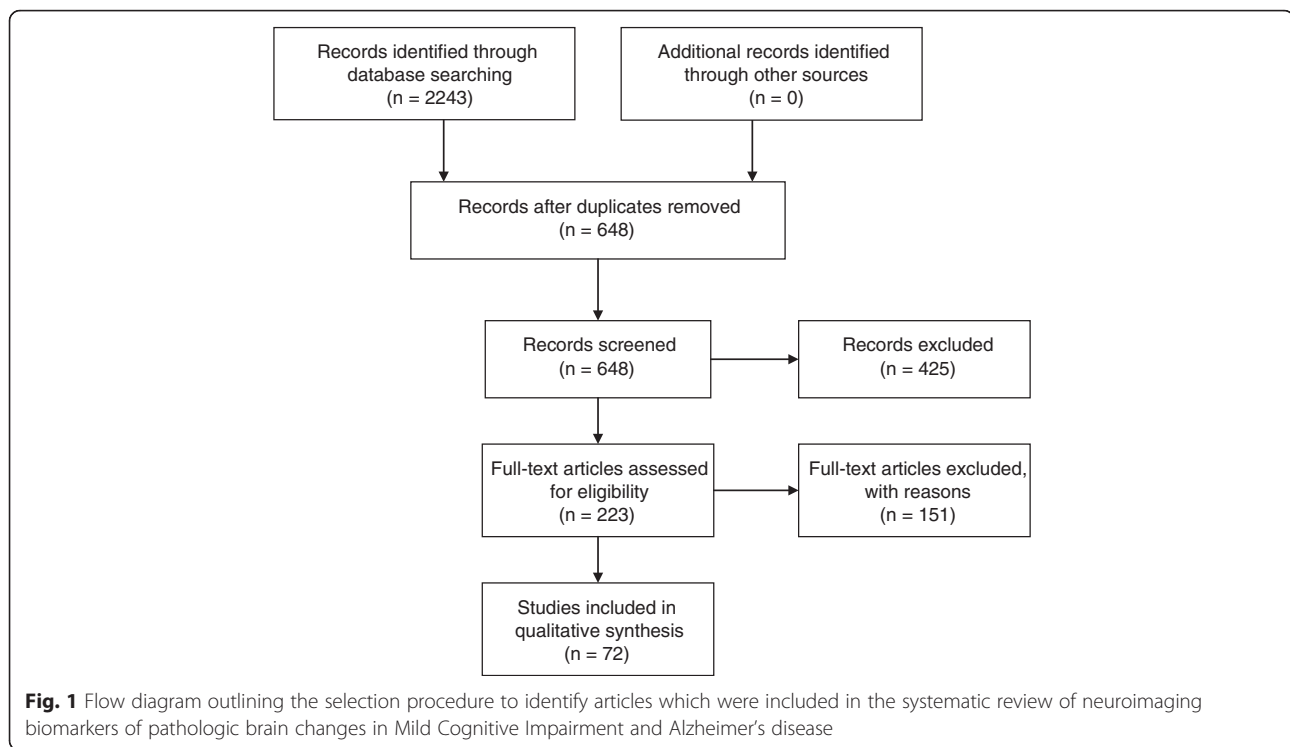 Records identified through
database searching
(n = 2243)
Additional records identified
through other sources
(n = 0)
Records after duplicates removed
(n = 648)
Records screened
(n = 648)
Records excluded
(n = 425)
Full-text articles assessed
for eligibility
(n = 223)
Full-text articles excluded,
with reasons
(n = 151)
Studies included in
qualitative synthesis
(n = 72)
Fig. 1 Flow diagram outlining the selection procedure to identify articles which were included in the systematic review of neuroimaging
biomarkers of pathologic brain changes in Mild Cognitive Impairment and Alzheimer's disease